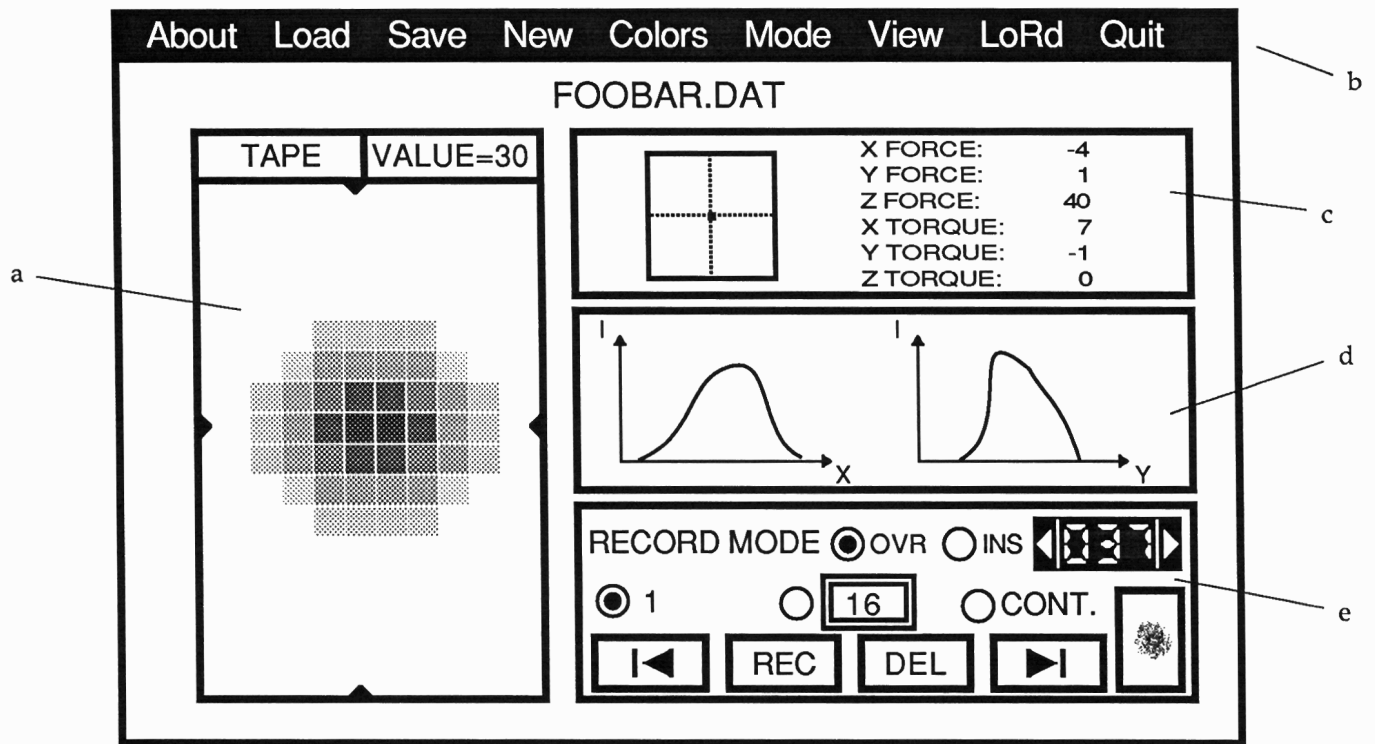 About Load Save New Colors Mode View LoRd Quit
b
FOOBAR.DAT
TAPE VALUE=30
X FORCE: -4
Y FORCE: 1
Z FORCE: 40
X TORQUE: 7
Y TORQUE: -1
Z TORQUE: 0
c
a
I
X
I
Y
d
RECORD MODE OVR INS
1 16 CONT.
e
REC DEL